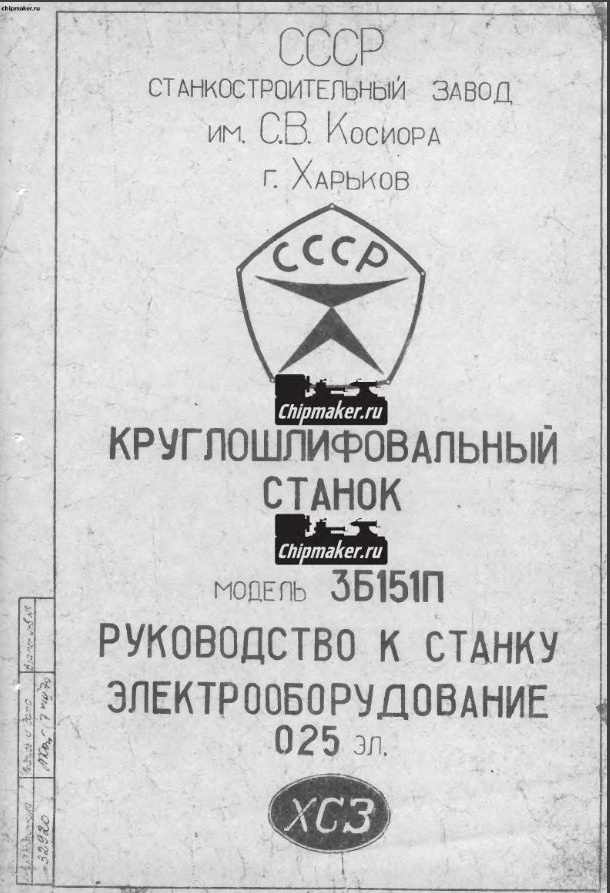 chipmaker.ru
СССР
СТАНКОСТРОИТЕЛЬНЫЙ ЗАВОД
ИМ. С.В. КОСИОРА
Г. ХАРЬКОВ
СССР
Chipmaker.ru
КРУГЛОШЛИФОВАЛЬНЫЙ
СТАНОК
Chipmaker.ru
МОДЕЛЬ 3Б151П
РУКОВОДСТВО К СТАНКУ
ЭЛЕКТРООБОРУДОВАНИЕ
025 ЭЛ.
ХСЗ
32920